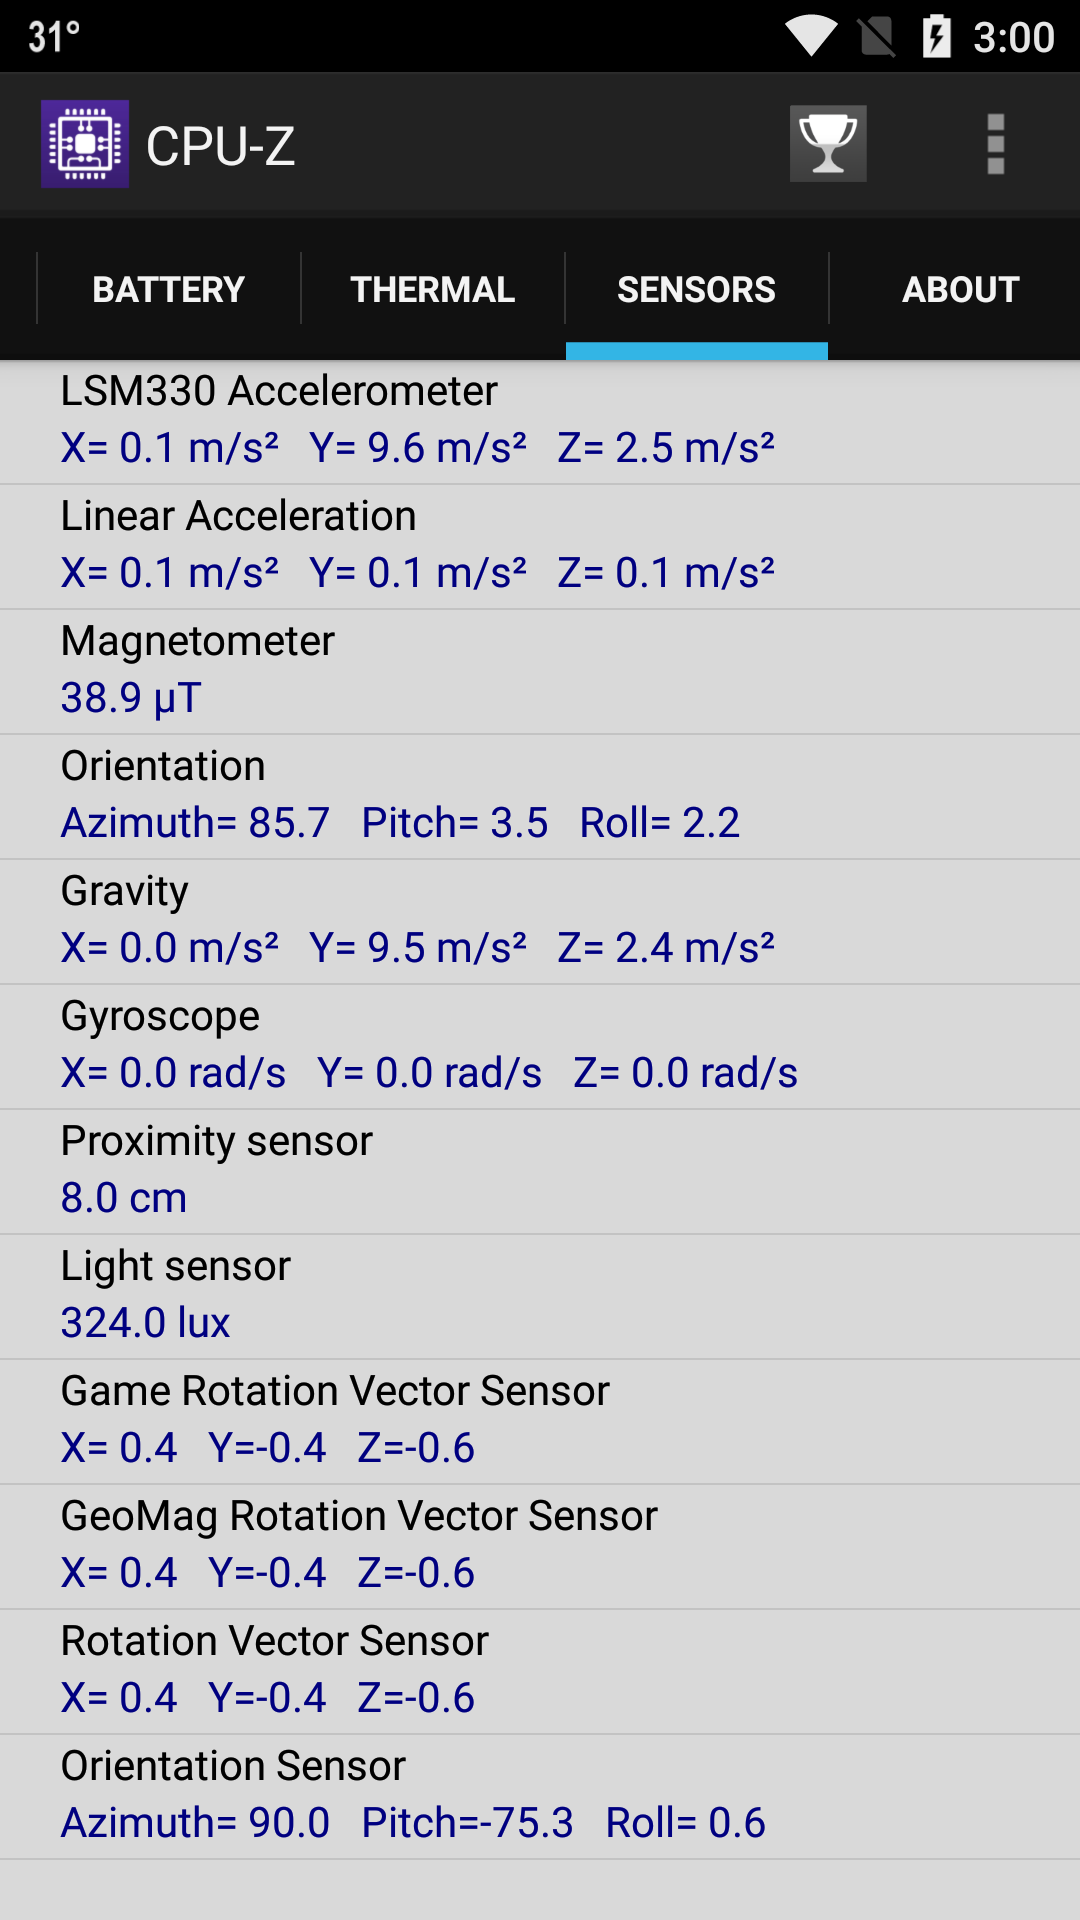 31°
3:00
CPU-Z
BATTERY
THERMAL
SENSORS
ABOUT
LSM330 Accelerometer
X= 0.1 m/s²   Y= 9.6 m/s²   Z= 2.5 m/s²
Linear Acceleration
X= 0.1 m/s²   Y= 0.1 m/s²   Z= 0.1 m/s²
Magnetometer
38.9 μT
Orientation
Azimuth= 85.7   Pitch= 3.5   Roll= 2.2
Gravity
X= 0.0 m/s²   Y= 9.5 m/s²   Z= 2.4 m/s²
Gyroscope
X= 0.0 rad/s   Y= 0.0 rad/s   Z= 0.0 rad/s
Proximity sensor
8.0 cm
Light sensor
324.0 lux
Game Rotation Vector Sensor
X= 0.4   Y=-0.4   Z=-0.6
GeoMag Rotation Vector Sensor
X= 0.4   Y=-0.4   Z=-0.6
Rotation Vector Sensor
X= 0.4   Y=-0.4   Z=-0.6
Orientation Sensor
Azimuth= 90.0   Pitch=-75.3   Roll= 0.6